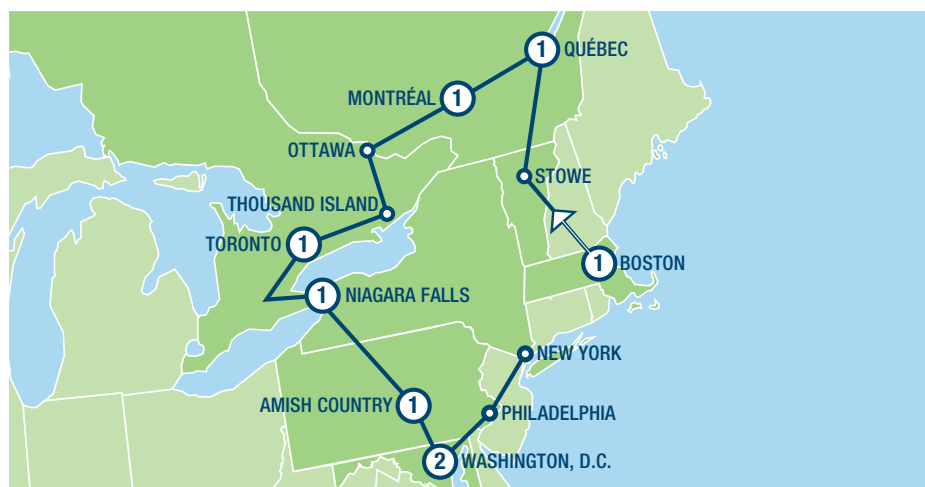 1 QUÉBEC
MONTRÉAL 1
OTTAWA
STOWE
THOUSAND ISLAND
TORONTO 1
1 BOSTON
1 NIAGARA FALLS
NEW YORK
AMISH COUNTRY 1
PHILADELPHIA
2 WASHINGTON, D.C.